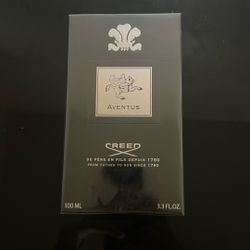 AVENTUS
CREED
DE PÈRE EN FILS DEPUIS 1760
FROM FATHER TO SON SINCE 1760
100 ML 3.3 FL.OZ.